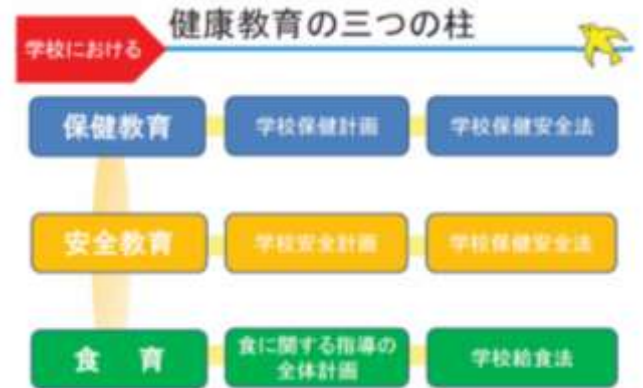 学校における
健康教育の三つの柱
保健教育
学校保健計画
学校保健安全法
安全教育
学校安全計画
学校保健安全法
食 育
食に関する指導の
全体計画
学校給食法